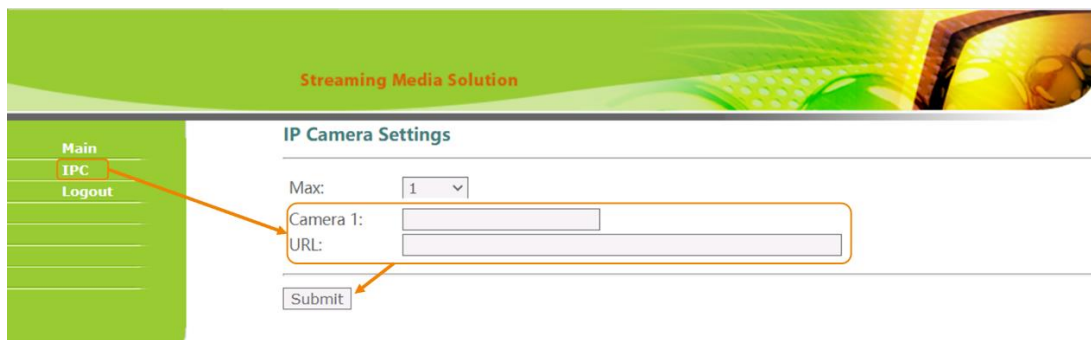 Streaming Media Solution
Main
IPC
Logout
IP Camera Settings
Max: 1
Camera 1:
URL:
Submit